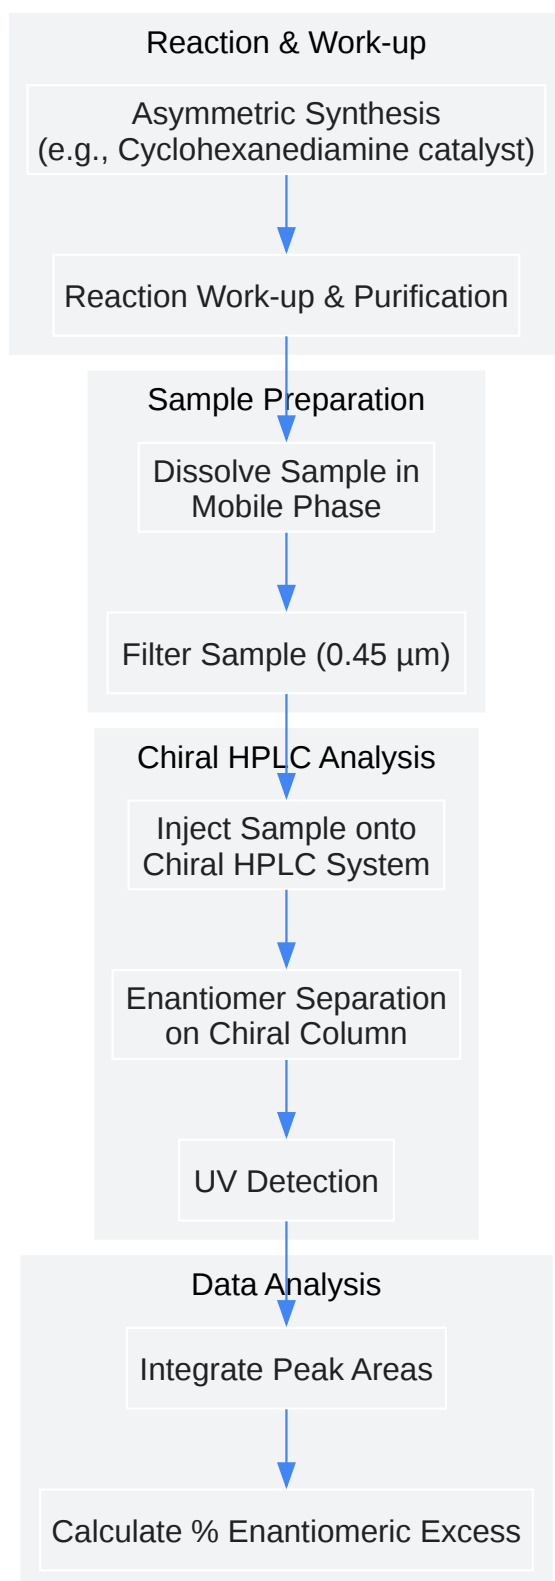 Reaction & Work-up
Asymmetric Synthesis
(e.g., Cyclohexanediamine catalyst)
Reaction Work-up & Purification
Sample Preparation
Dissolve Sample in
Mobile Phase
Filter Sample (0.45 µm)
Chiral HPLC Analysis
Inject Sample onto
Chiral HPLC System
Enantiomer Separation
on Chiral Column
UV Detection
Data Analysis
Integrate Peak Areas
Calculate % Enantiomeric Excess